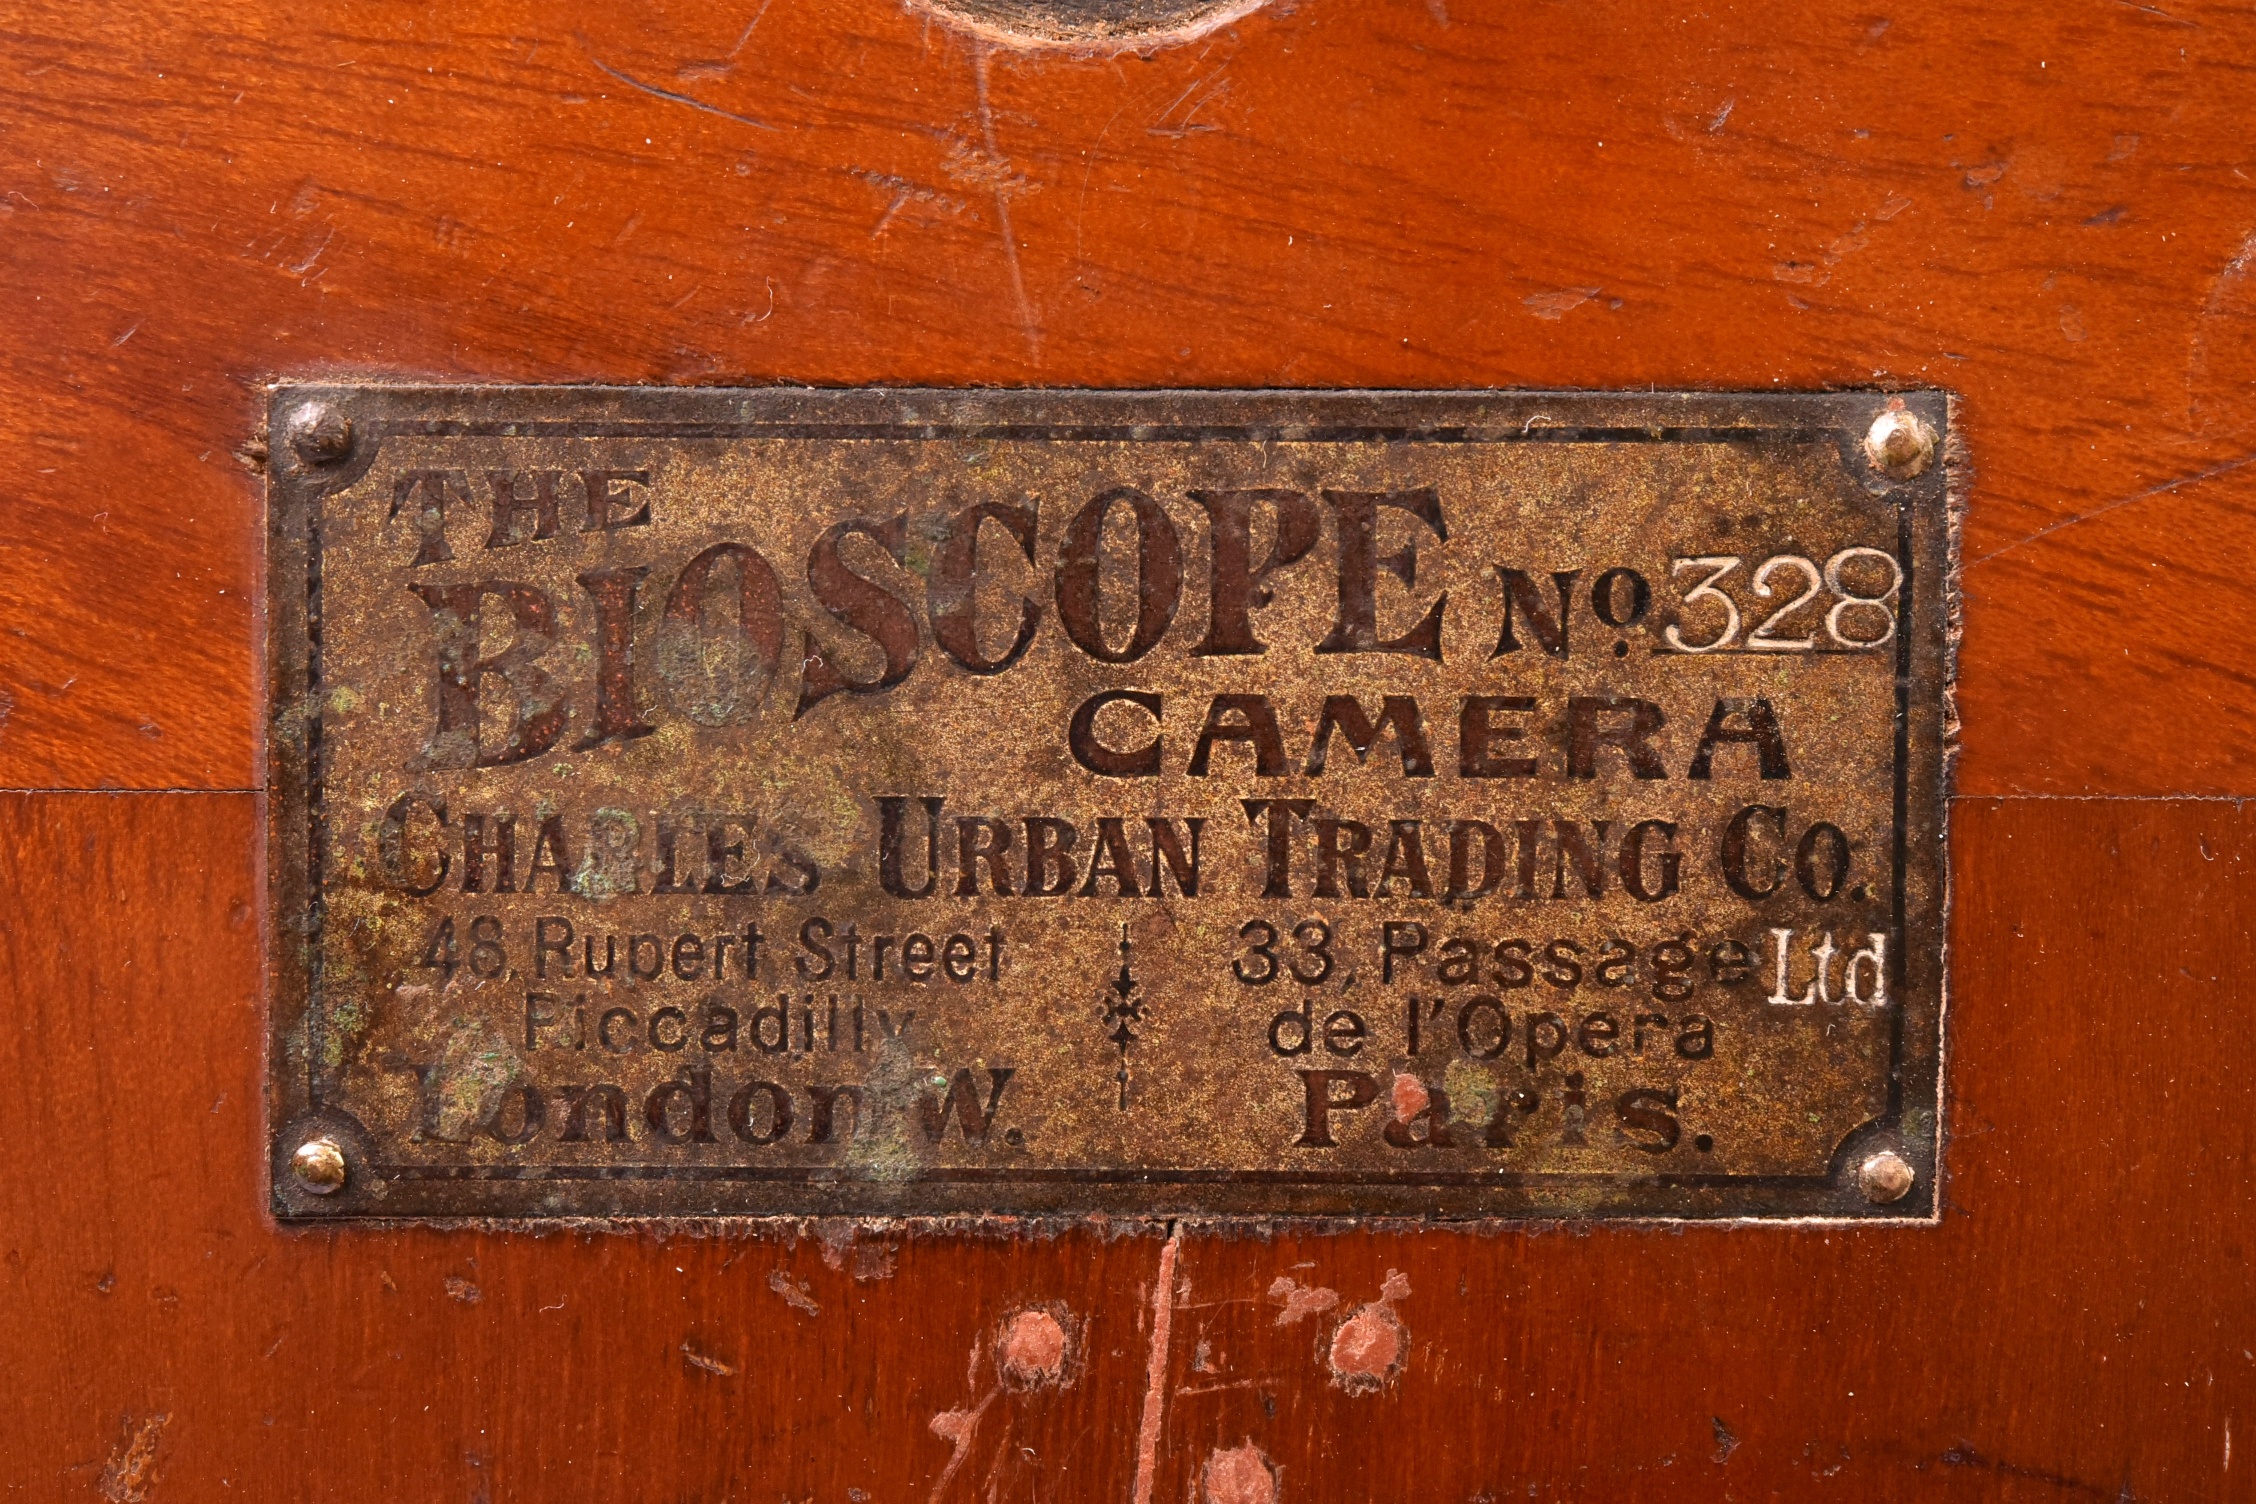 THE
BIOSCOPE No. 328
CAMERA
CHARLES URBAN TRADING CO.
Ltd
48, Rupert Street
Piccadilly
London W.
33, Passage
de l'Opera
Paris.